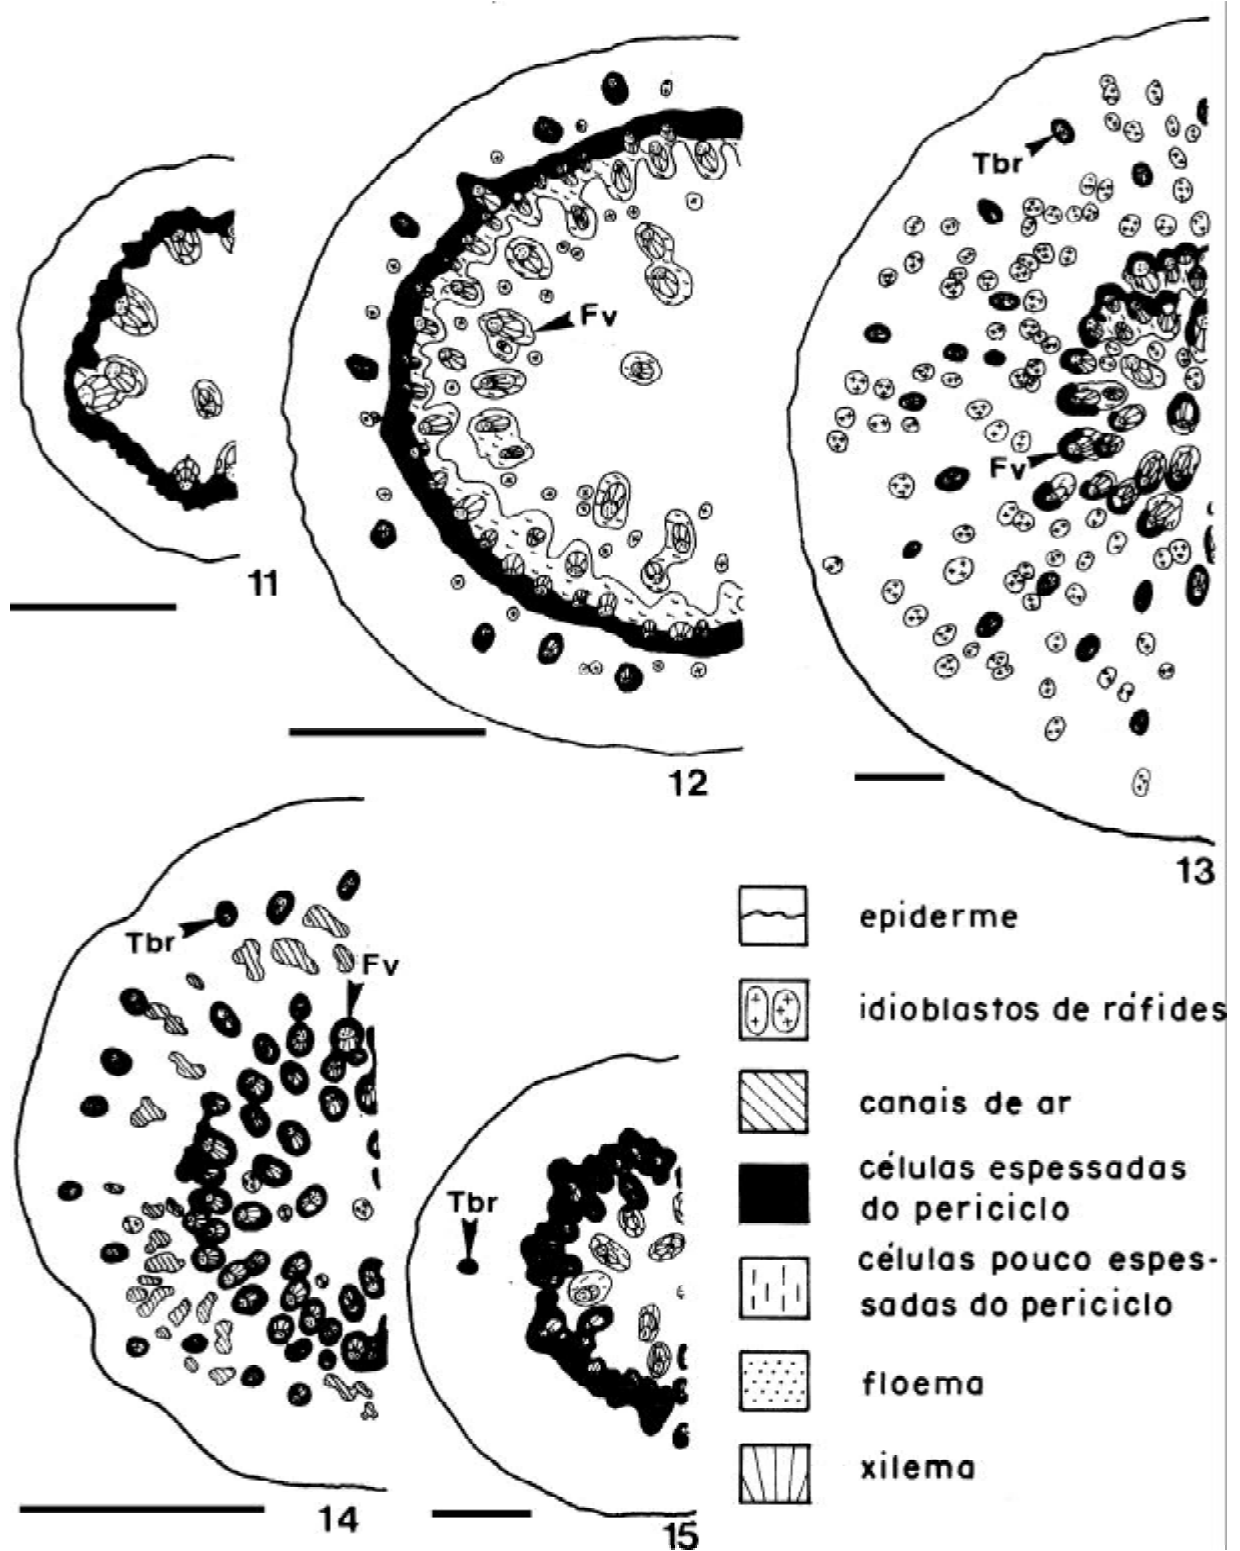 Tbr
Fv
Fv
11
12
13
Tbr
Fv
Tbr
14
15
epiderme
idioblastos de ráfides
canais de ar
células espessadas
do periciclo
células pouco espes-
sadas do periciclo
floema
xilema